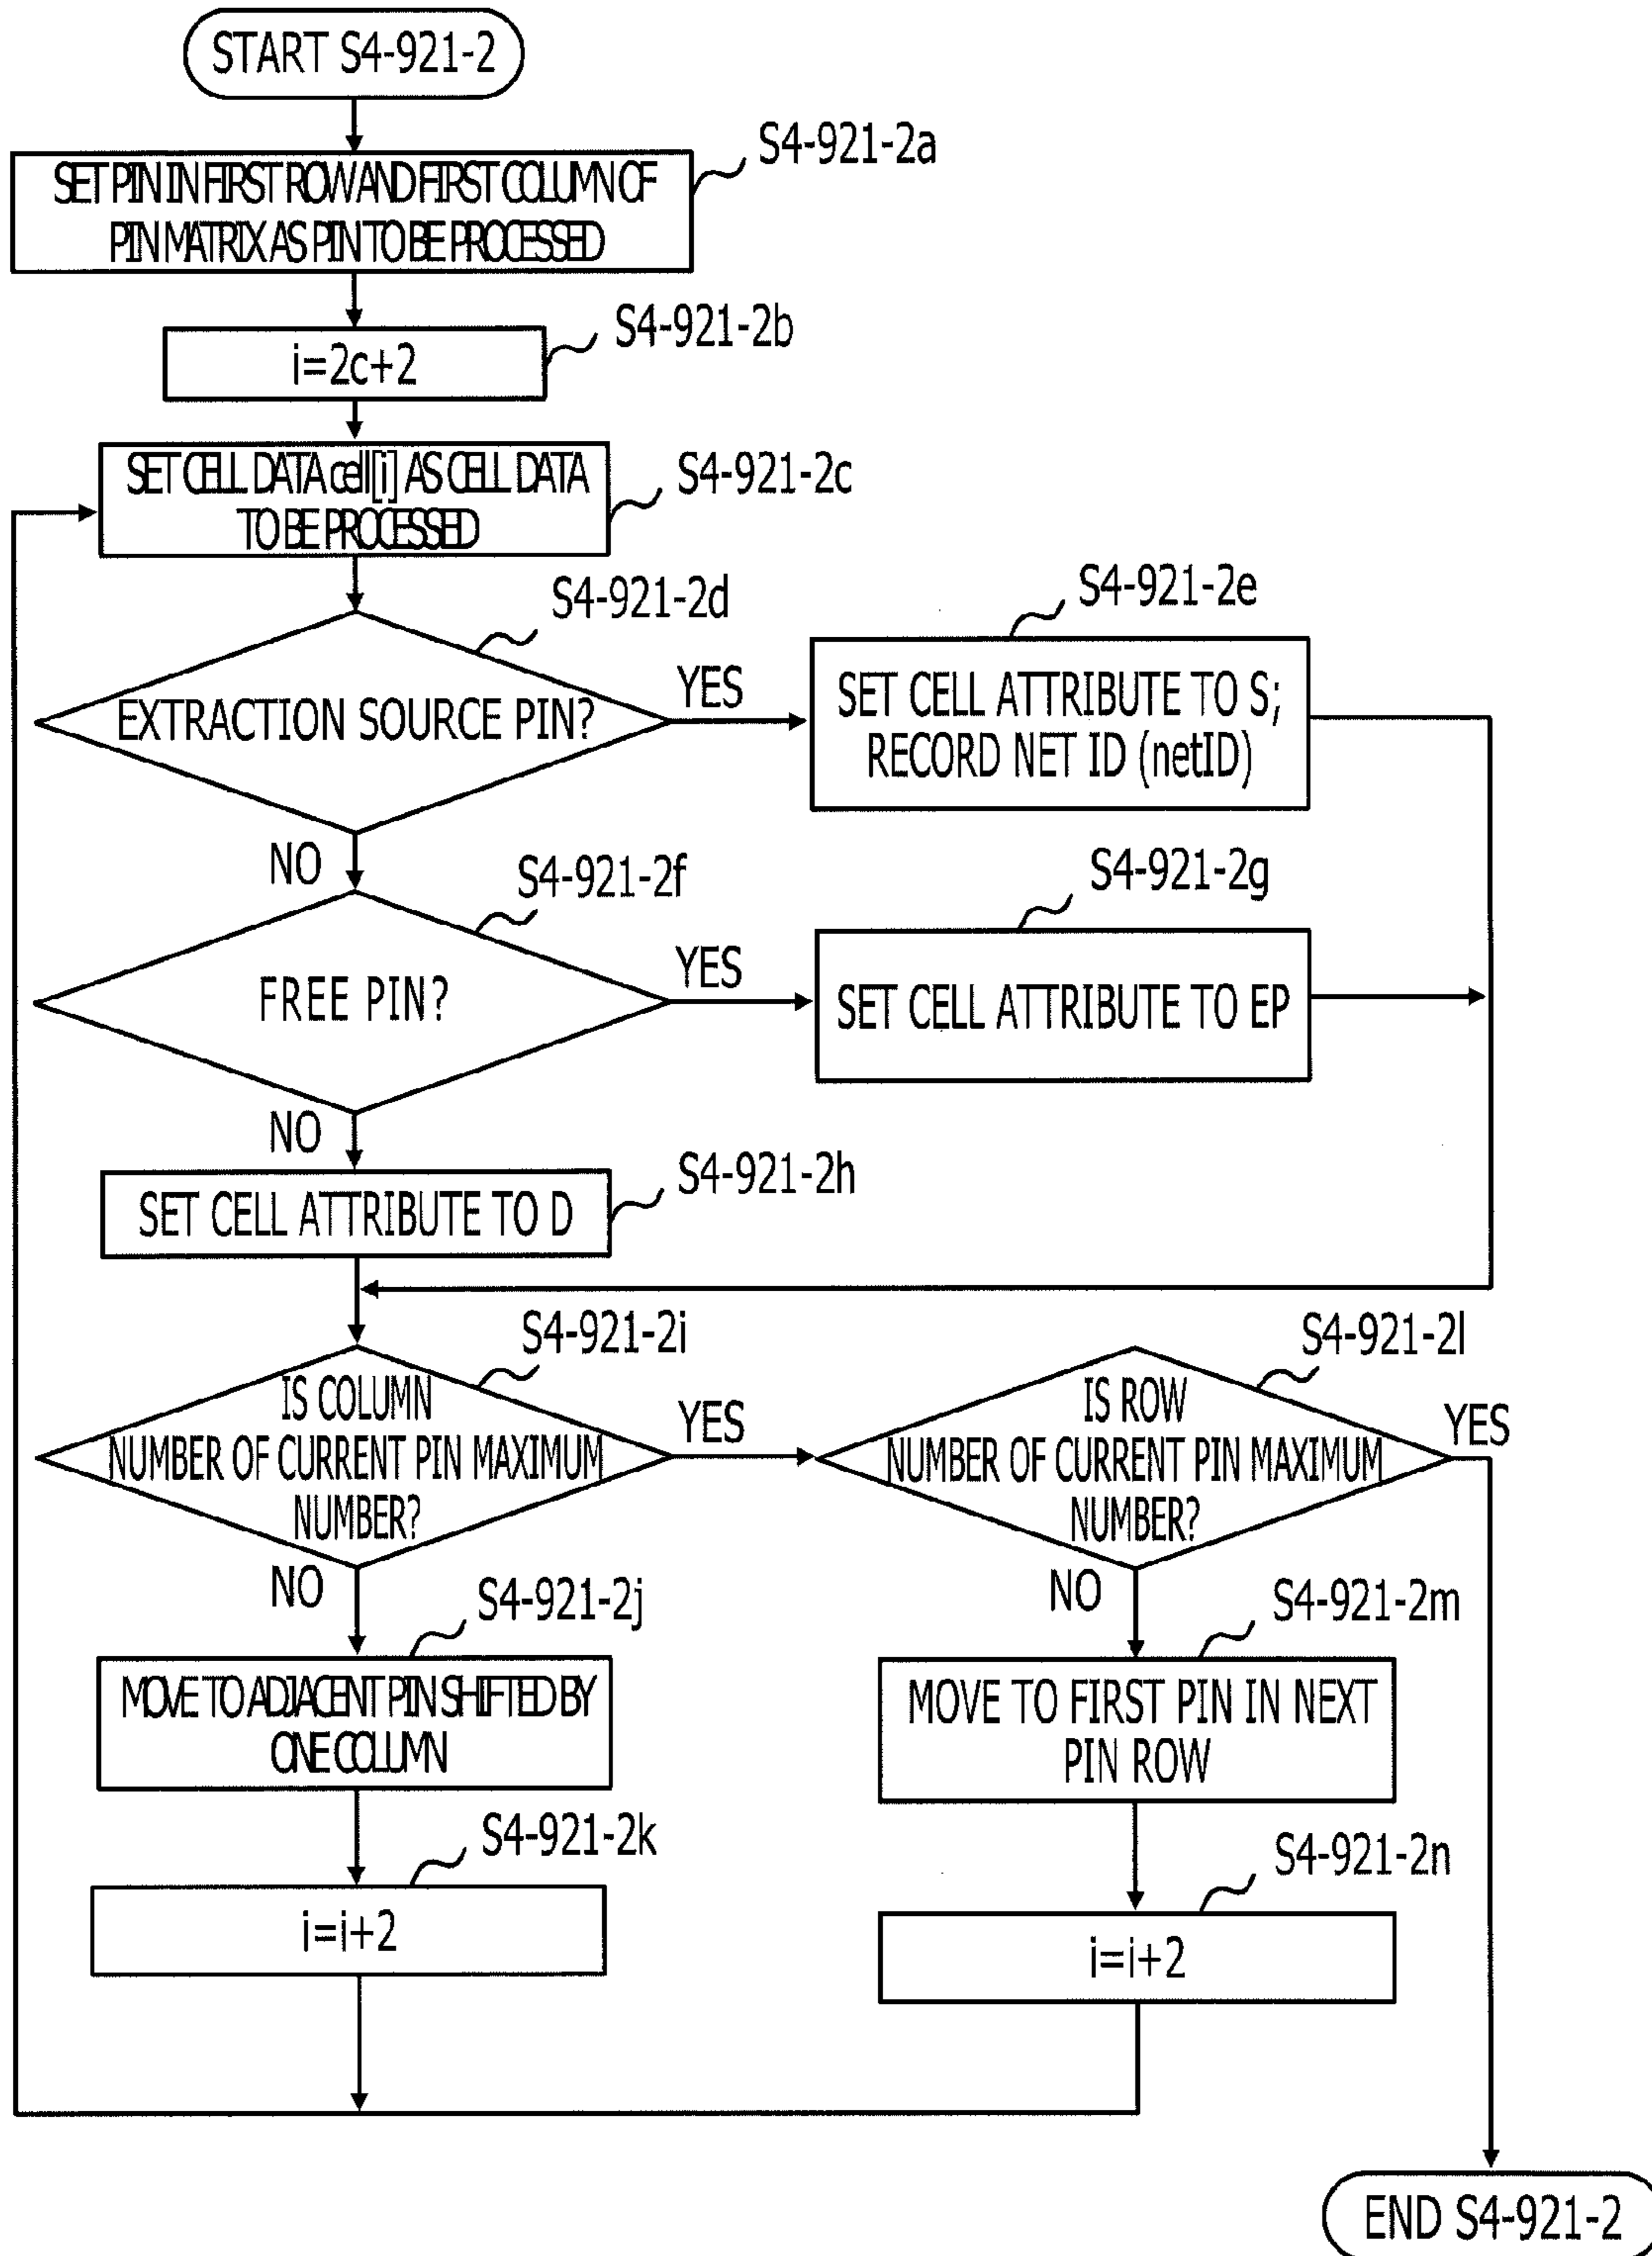 START S4-921-2
S4-921-2a
SET PIN IN FIRST ROW AND FIRST COLUMN OF
PIN MATRIX AS PIN TO BE PROCESSED
S4-921-2b
i=2c+2
S4-921-2c
SET CELL DATA cell[i] AS CELL DATA
TO BE PROCESSED
S4-921-2d
EXTRACTION SOURCE PIN?
YES
S4-921-2e
SET CELL ATTRIBUTE TO S;
RECORD NET ID (netID)
NO
S4-921-2f
FREE PIN?
YES
S4-921-2g
SET CELL ATTRIBUTE TO EP
NO
S4-921-2h
SET CELL ATTRIBUTE TO D
S4-921-2i
IS COLUMN
NUMBER OF CURRENT PIN MAXIMUM
NUMBER?
YES
S4-921-2l
IS ROW
NUMBER OF CURRENT PIN MAXIMUM
NUMBER?
YES
NO
S4-921-2j
MOVE TO ADJACENT PIN SHIFTED BY
ONE COLUMN
S4-921-2k
i=i+2
NO
S4-921-2m
MOVE TO FIRST PIN IN NEXT
PIN ROW
S4-921-2n
i=i+2
END S4-921-2